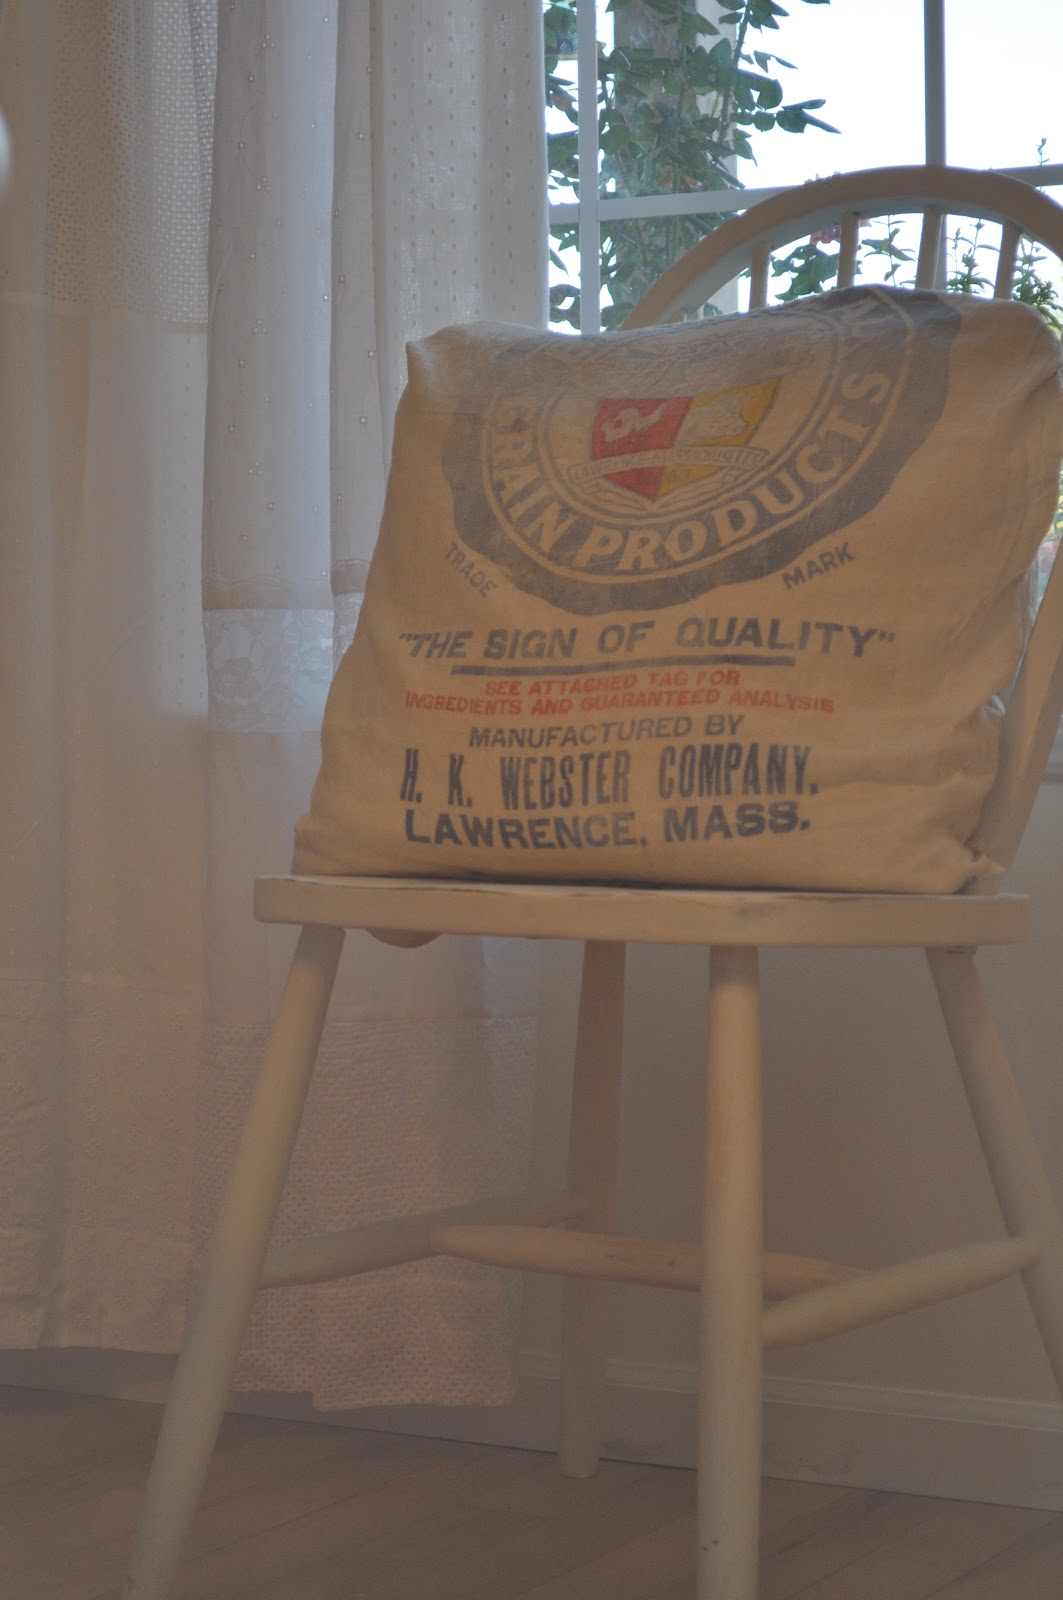 GRAIN PRODUCTS
TRADE MARK
"THE SIGN OF QUALITY"
SEE ATTACHED TAG FOR
INGREDIENTS AND GUARANTEED ANALYSIS
MANUFACTURED BY
H. K. WEBSTER COMPANY,
LAWRENCE, MASS.